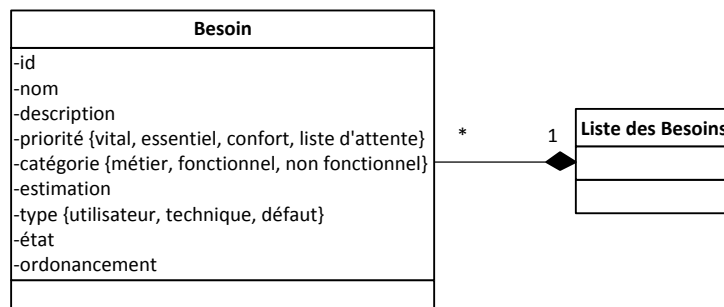 Besoin
-id
-nom
-description
-priorité {vital, essentiel, confort, liste d'attente}
-catégorie {métier, fonctionnel, non fonctionnel}
-estimation
-type {utilisateur, technique, défaut}
-état
-ordonancement
*
1
Liste des Besoins